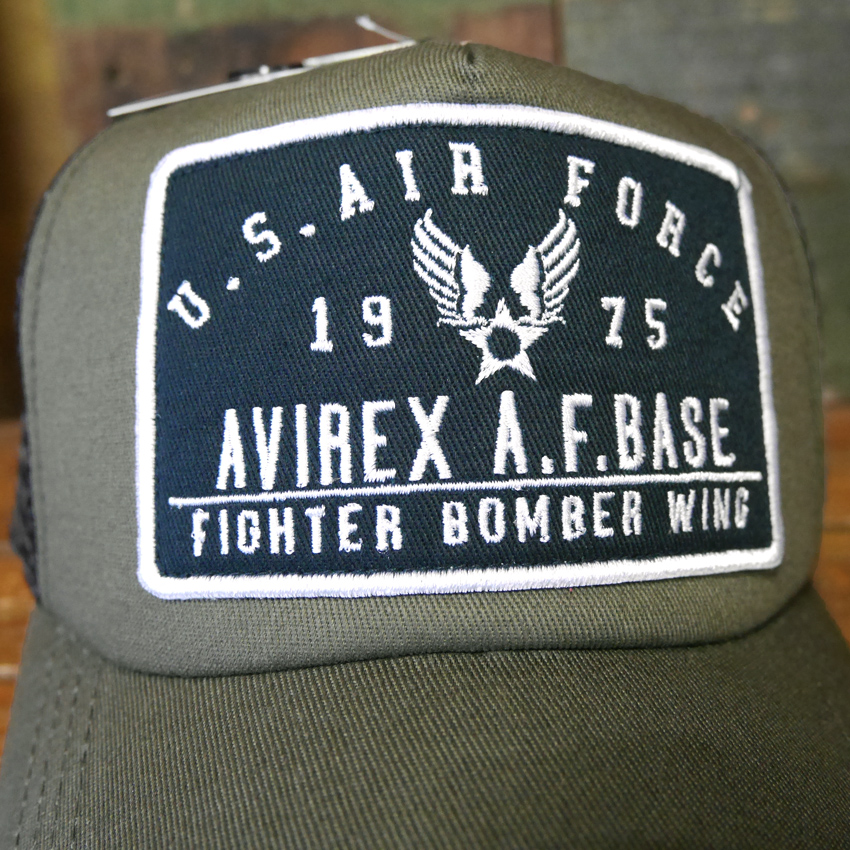 U.S.AIR FORCE
19 75
AVIREX A.F.BASE
FIGHTER BOMBER WING